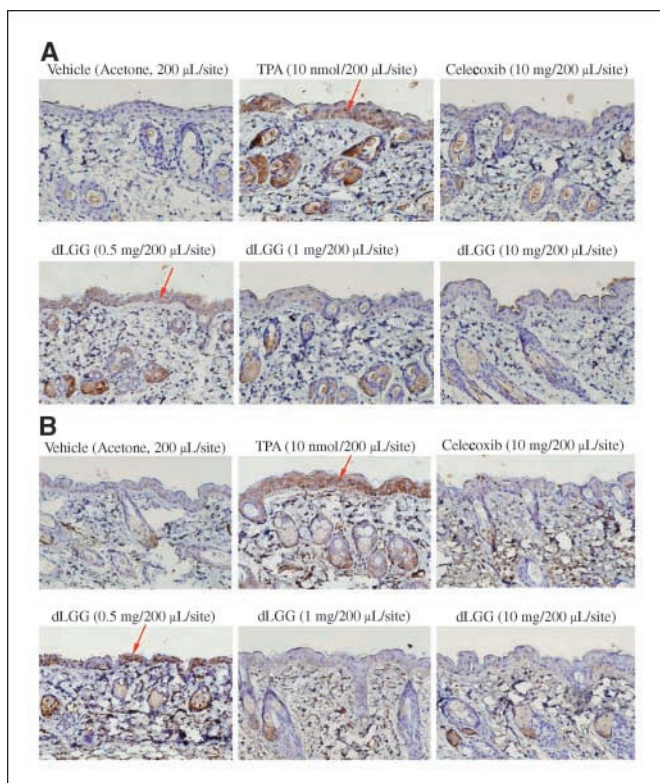 A
Vehicle (Acetone, 200 μL/site) TPA (10 nmol/200 μL/site) Celecoxib (10 mg/200 μL/site)
dLGG (0.5 mg/200 μL/site) dLGG (1 mg/200 μL/site) dLGG (10 mg/200 μL/site)
B
Vehicle (Acetone, 200 μL/site) TPA (10 nmol/200 μL/site) Celecoxib (10 mg/200 μL/site)
dLGG (0.5 mg/200 μL/site) dLGG (1 mg/200 μL/site) dLGG (10 mg/200 μL/site)